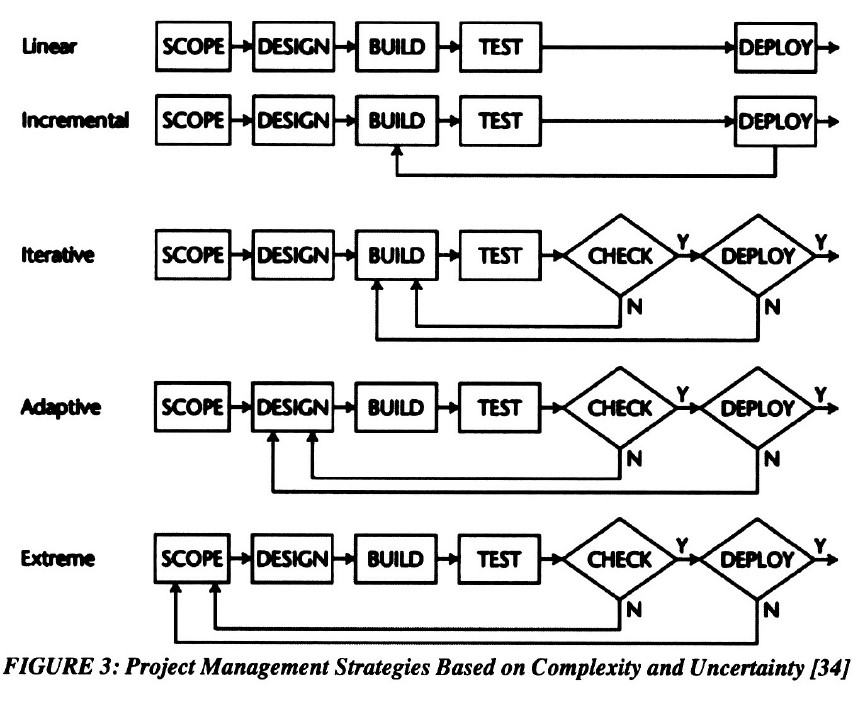 Linear SCOPE DESIGN BUILD TEST DEPLOY
Incremental SCOPE DESIGN BUILD TEST DEPLOY
Iterative SCOPE DESIGN BUILD TEST CHECK Y DEPLOY Y
N N
Adaptive SCOPE DESIGN BUILD TEST CHECK Y DEPLOY Y
N N
Extreme SCOPE DESIGN BUILD TEST CHECK Y DEPLOY Y
N N
FIGURE 3: Project Management Strategies Based on Complexity and Uncertainty [34]